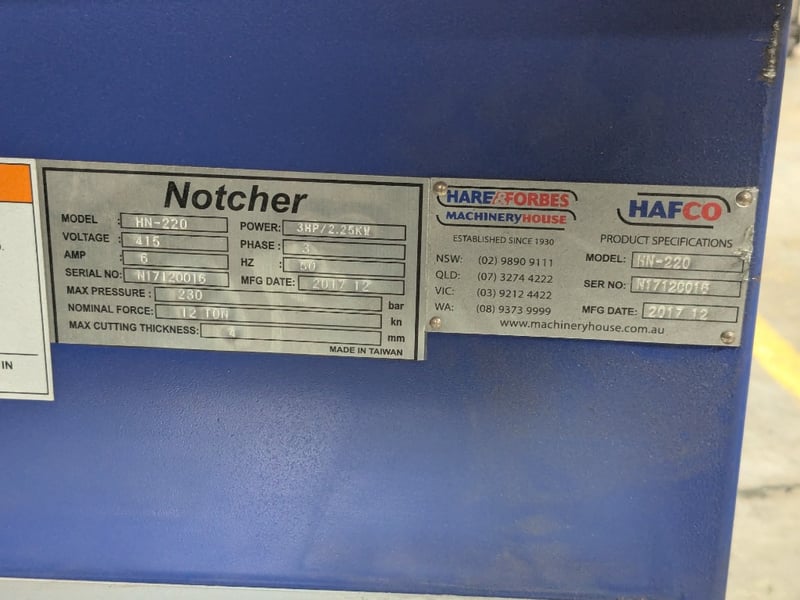 Notcher
MODEL : HN-220
POWER: 3HP/2.25KW
VOLTAGE : 415
PHASE : 3
AMP : 6
HZ : 50
SERIAL NO: N17120016
MFG DATE: 2017 12
MAX PRESSURE : 230 bar
NOMINAL FORCE: 12 TON kn
MAX CUTTING THICKNESS: 4 mm
MADE IN TAIWAN
HARE&FORBES
MACHINERYHOUSE
ESTABLISHED SINCE 1930
NSW: (02) 9890 9111
QLD: (07) 3274 4222
VIC: (03) 9212 4422
WA: (08) 9373 9999
www.machineryhouse.com.au
HAFCO
PRODUCT SPECIFICATIONS
MODEL: HN-220
SER NO: N17120016
MFG DATE: 2017 12
IN